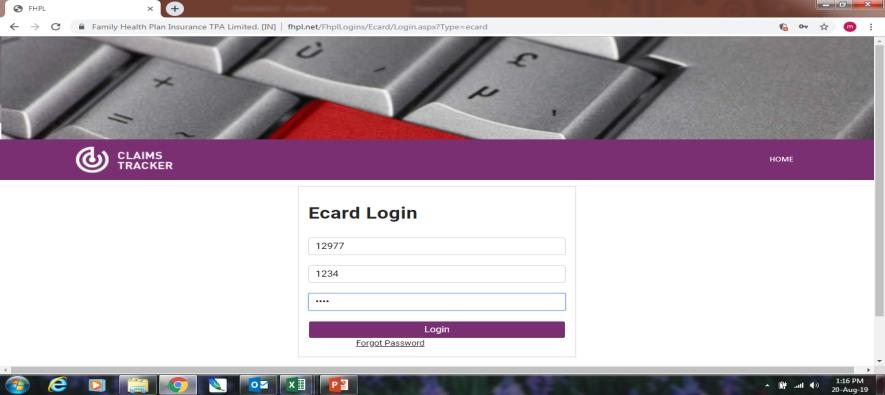 FHPL
Family Health Plan Insurance TPA Limited. [IN] | fhpl.net/FhplLogins/Ecard/Login.aspx?Type=ecard
m
CLAIMS
TRACKER
HOME
Ecard Login
12977
1234
••••
Login
Forgot Password
1:16 PM
20-Aug-19